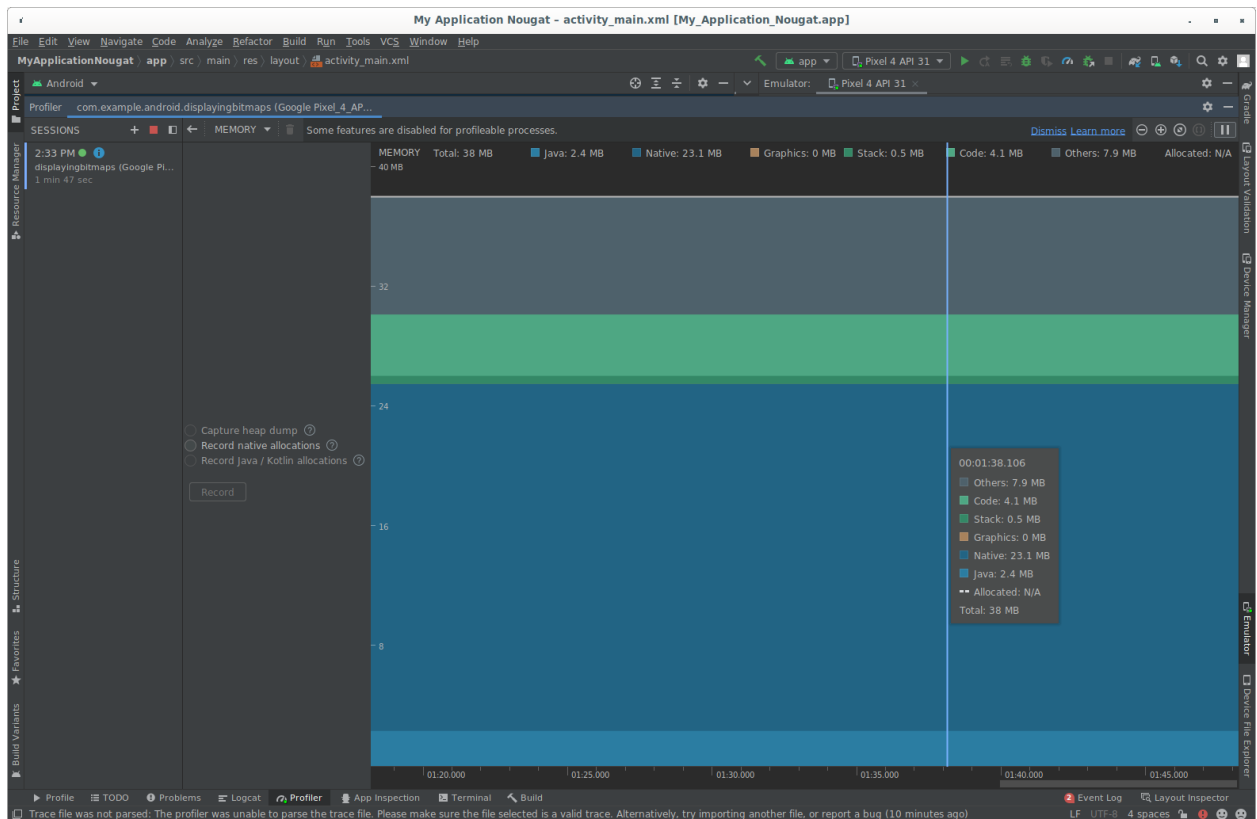 My Application Nougat – activity_main.xml [My_Application_Nougat.app]
File Edit View Navigate Code Analyze Refactor Build Run Tools VCS Window Help
MyApplicationNougat app src main res layout activity_main.xml
app
Pixel 4 API 31
Android
Emulator: Pixel 4 API 31
Profiler com.example.android.displayingbitmaps (Google Pixel_4_AP...
SESSIONS
MEMORY
Some features are disabled for profileable processes.
Dismiss Learn more
2:33 PM
displayingbitmaps (Google Pi...
1 min 47 sec
Capture heap dump
Record native allocations
Record Java / Kotlin allocations
Record
MEMORY Total: 38 MB Java: 2.4 MB Native: 23.1 MB Graphics: 0 MB Stack: 0.5 MB Code: 4.1 MB Others: 7.9 MB Allocated: N/A
40 MB
32
24
16
8
00:01:38.106
Others: 7.9 MB
Code: 4.1 MB
Stack: 0.5 MB
Graphics: 0 MB
Native: 23.1 MB
Java: 2.4 MB
Allocated: N/A
Total: 38 MB
01:20.000 01:25.000 01:30.000 01:35.000 01:40.000 01:45.000
Project
Resource Manager
Structure
Favorites
Build Variants
Gradle
Layout Validation
Device Manager
Emulator
Device File Explorer
Profile TODO Problems Logcat Profiler App Inspection Terminal Build
2 Event Log Layout Inspector
Trace file was not parsed: The profiler was unable to parse the trace file. Please make sure the file selected is a valid trace. Alternatively, try importing another file, or report a bug (10 minutes ago)
LF UTF-8 4 spaces